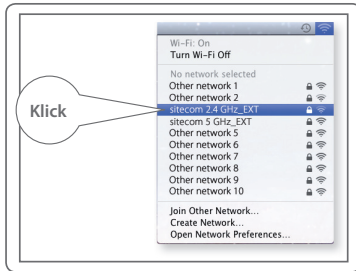 Wi-Fi: On
Turn Wi-Fi Off
No network selected
Other network 1
Other network 2
sitecom 2.4 GHz_EXT
sitecom 5 GHz_EXT
Other network 5
Other network 6
Other network 7
Other network 8
Other network 9
Other network 10
Join Other Network...
Create Network...
Open Network Preferences...
Klick